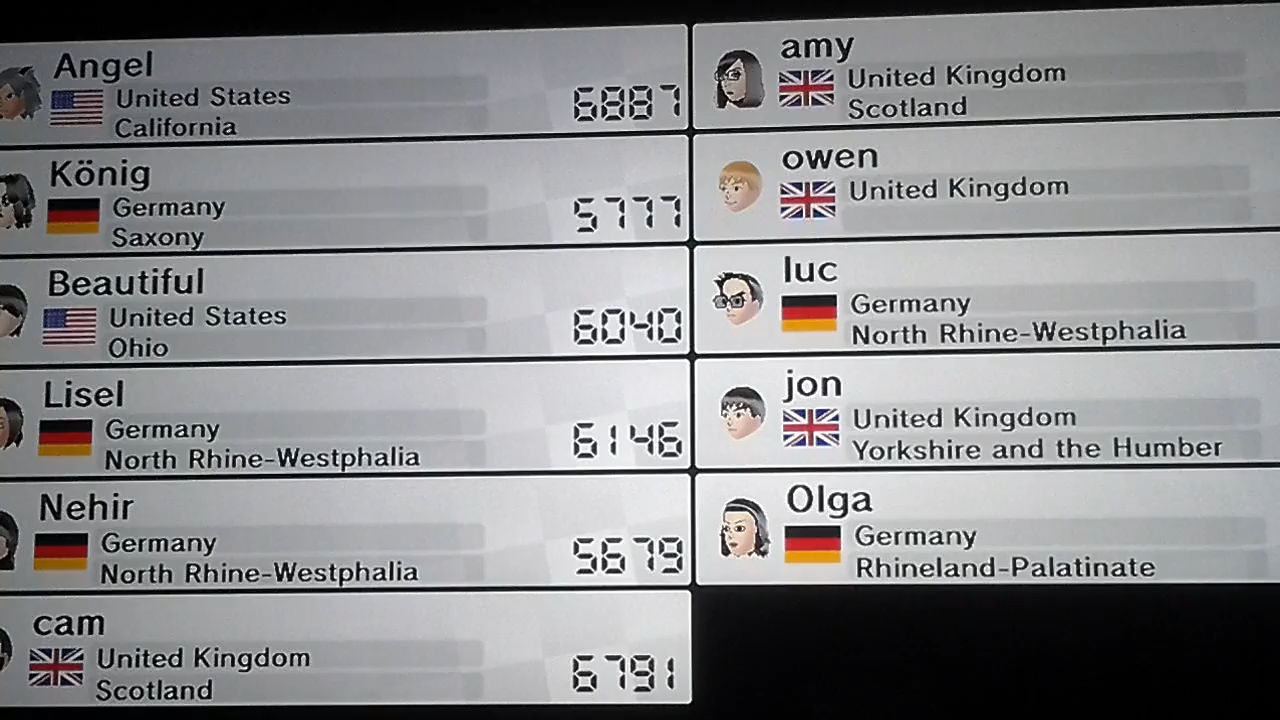 Angel
United States
California
6887
König
Germany
Saxony
5777
Beautiful
United States
Ohio
6040
Lisel
Germany
North Rhine-Westphalia
6146
Nehir
Germany
North Rhine-Westphalia
5679
cam
United Kingdom
Scotland
6791
amy
United Kingdom
Scotland
owen
United Kingdom
luc
Germany
North Rhine-Westphalia
jon
United Kingdom
Yorkshire and the Humber
Olga
Germany
Rhineland-Palatinate